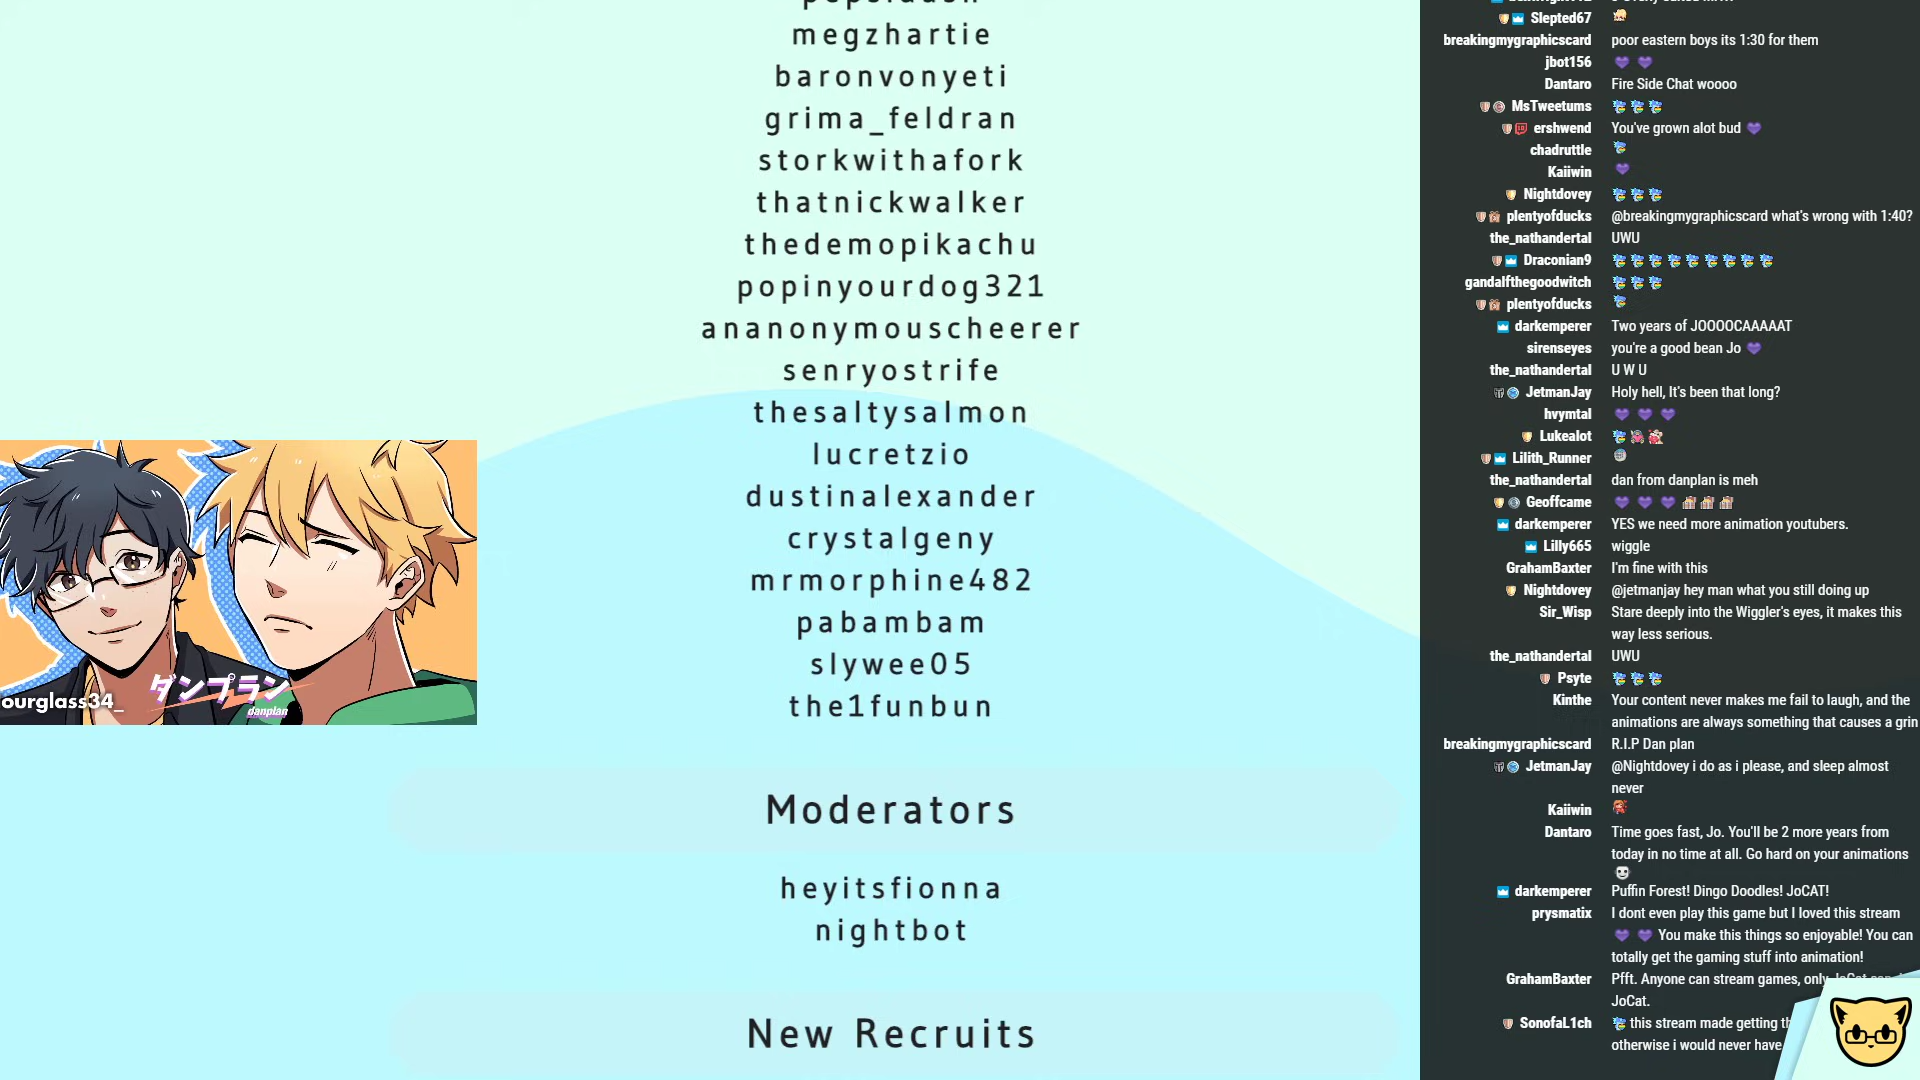 megzhartie
baronvonyeti
grima_feldran
storkwithafork
thatnickwalker
thedemopikachu
popinyourdog321
ananonymouscheerer
senryostrife
thesaltysalmon
lucretzio
dustinalexander
crystalgeny
mrmorphine482
pabambam
slywee05
the1funbun
Moderators
heyitsfionna
nightbot
New Recruits
ダンプラン
ourglass34_
danplan
Slepted67
breakingmygraphicscard poor eastern boys its 1:30 for them
jbot156
Dantaro Fire Side Chat woooo
MsTweetums
ershwend You've grown alot bud
chadruttle
Kaiiwin
Nightdovey
plentyofducks @breakingmygraphicscard what's wrong with 1:40?
the_nathandertal UWU
Draconian9
gandalfthegoodwitch
plentyofducks
darkemperer Two years of JOOOOCAAAAAT
sirenseyes you're a good bean Jo
the_nathandertal U W U
JetmanJay Holy hell, It's been that long?
hvymtal
Lukealot
Lilith_Runner
the_nathandertal dan from danplan is meh
Geoffcame
darkemperer YES we need more animation youtubers.
Lilly665 wiggle
GrahamBaxter I'm fine with this
Nightdovey @jetmanjay hey man what you still doing up
Sir_Wisp Stare deeply into the Wiggler's eyes, it makes this
way less serious.
the_nathandertal UWU
Psyte
Kinthe Your content never makes me fail to laugh, and the
animations are always something that causes a grin
breakingmygraphicscard R.I.P Dan plan
JetmanJay @Nightdovey i do as i please, and sleep almost
never
Kaiiwin
Dantaro Time goes fast, Jo. You'll be 2 more years from
today in no time at all. Go hard on your animations
darkemperer Puffin Forest! Dingo Doodles! JoCAT!
prysmatix I dont even play this game but I loved this stream
You make this things so enjoyable! You can
totally get the gaming stuff into animation!
GrahamBaxter Pfft. Anyone can stream games, only
JoCat.
SonofaL1ch this stream made getting
otherwise i would never have